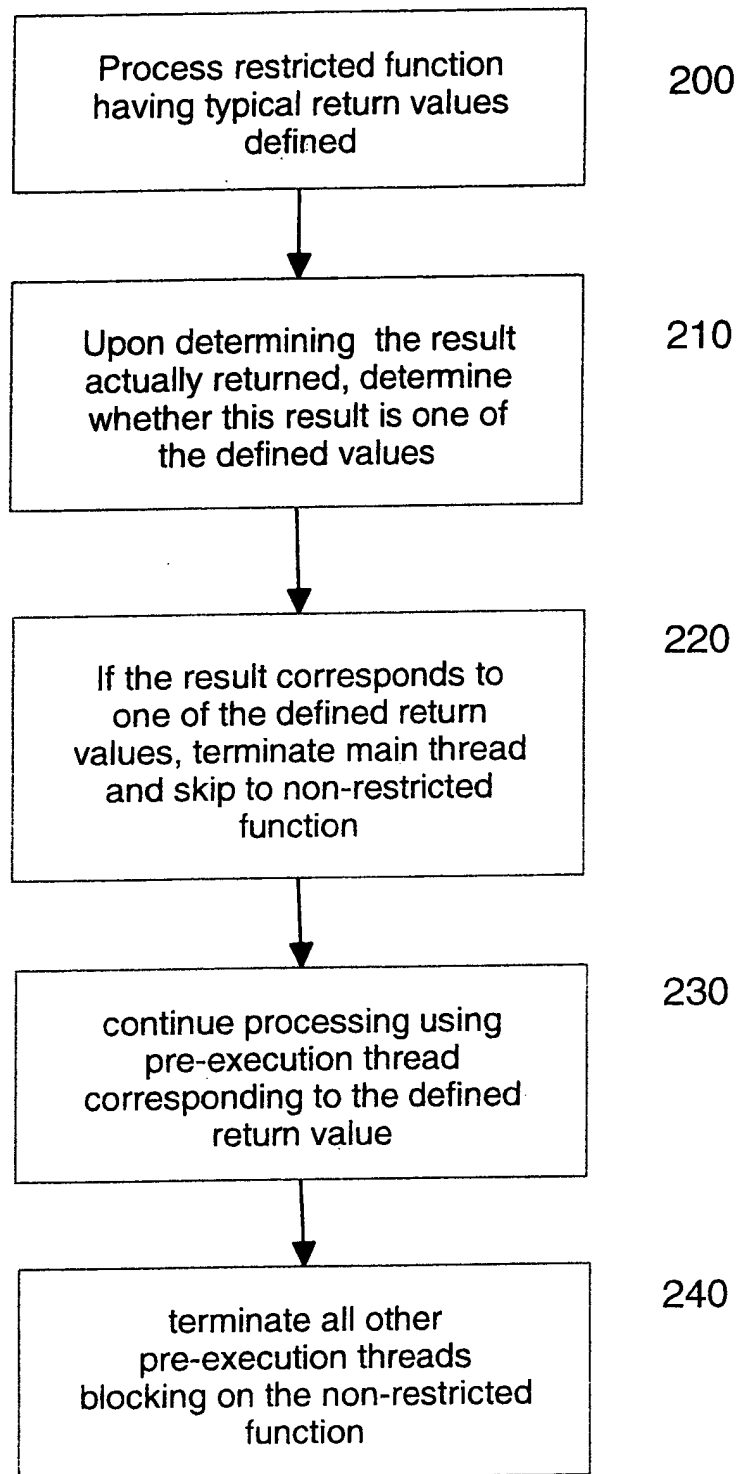 Process restricted function
having typical return values
defined
200
Upon determining the result
actually returned, determine
whether this result is one of
the defined values
210
If the result corresponds to
one of the defined return
values, terminate main thread
and skip to non-restricted
function
220
continue processing using
pre-execution thread
corresponding to the defined
return value
230
terminate all other
pre-execution threads
blocking on the non-restricted
function
240